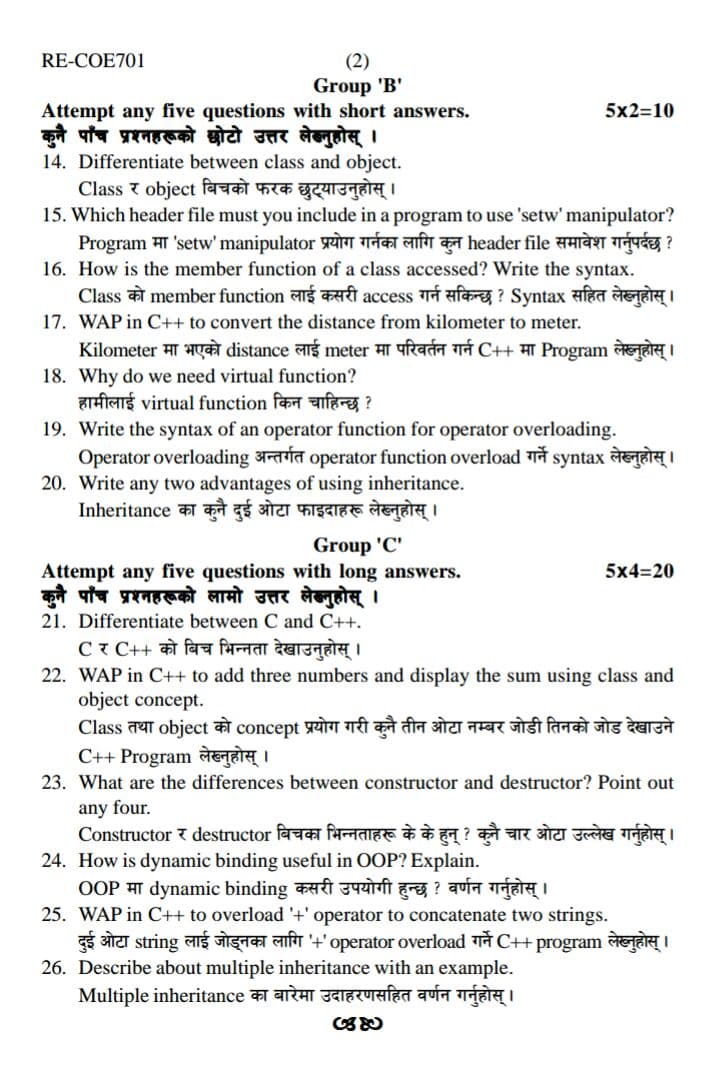 RE-COE701 (2)
Group 'B'
Attempt any five questions with short answers. 5x2=10
कुनै पाँच प्रश्नहरूको छोटो उत्तर लेख्नुहोस् ।
14. Differentiate between class and object.
Class र object बिचको फरक छुट्याउनुहोस् ।
15. Which header file must you include in a program to use 'setw' manipulator?
Program मा 'setw' manipulator प्रयोग गर्नका लागि कुन header file समावेश गर्नुपर्दछ ?
16. How is the member function of a class accessed? Write the syntax.
Class को member function लाई कसरी access गर्न सकिन्छ ? Syntax सहित लेख्नुहोस् ।
17. WAP in C++ to convert the distance from kilometer to meter.
Kilometer मा भएको distance लाई meter मा परिवर्तन गर्न C++ मा Program लेख्नुहोस् ।
18. Why do we need virtual function?
हामीलाई virtual function किन चाहिन्छ ?
19. Write the syntax of an operator function for operator overloading.
Operator overloading अन्तर्गत operator function overload गर्ने syntax लेख्नुहोस् ।
20. Write any two advantages of using inheritance.
Inheritance का कुनै दुई ओटा फाइदाहरू लेख्नुहोस् ।
Group 'C'
Attempt any five questions with long answers. 5x4=20
कुनै पाँच प्रश्नहरूको लामो उत्तर लेख्नुहोस् ।
21. Differentiate between C and C++.
C र C++ को बिच भिन्नता देखाउनुहोस् ।
22. WAP in C++ to add three numbers and display the sum using class and
object concept.
Class तथा object को concept प्रयोग गरी कुनै तीन ओटा नम्बर जोडी तिनको जोड देखाउने
C++ Program लेख्नुहोस् ।
23. What are the differences between constructor and destructor? Point out
any four.
Constructor र destructor बिचका भिन्नताहरू के के हुन् ? कुनै चार ओटा उल्लेख गर्नुहोस् ।
24. How is dynamic binding useful in OOP? Explain.
OOP मा dynamic binding कसरी उपयोगी हुन्छ ? वर्णन गर्नुहोस् ।
25. WAP in C++ to overload '+' operator to concatenate two strings.
दुई ओटा string लाई जोड्नका लागि '+' operator overload गर्ने C++ program लेख्नुहोस् ।
26. Describe about multiple inheritance with an example.
Multiple inheritance का बारेमा उदाहरणसहित वर्णन गर्नुहोस् ।